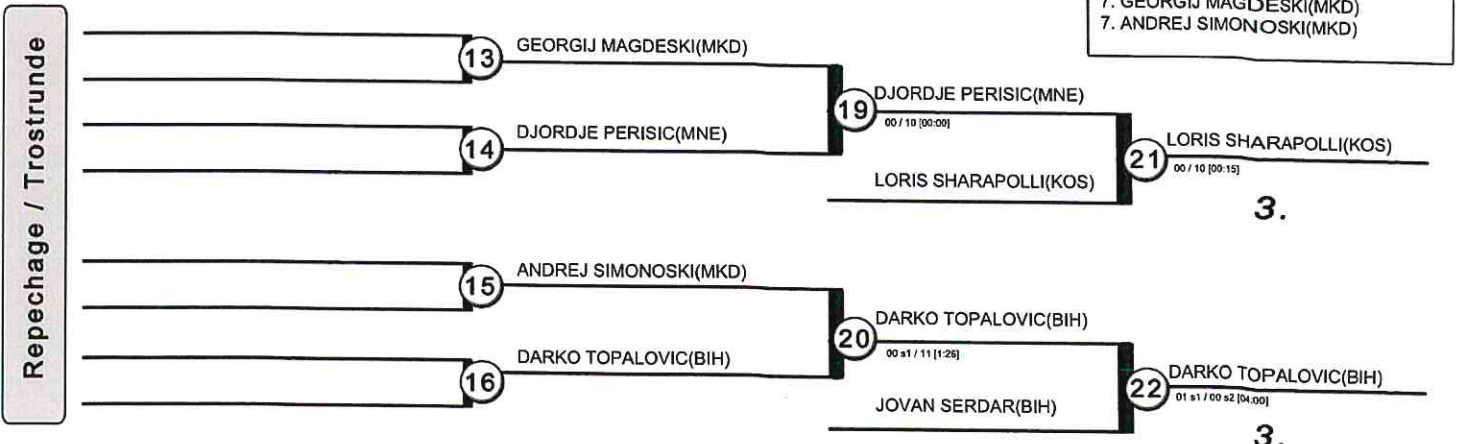 7. GEORGIJ MAGDESKI(MKD)
7. ANDREJ SIMONOSKI(MKD)
Repechage / Trostrunde
13
GEORGIJ MAGDESKI(MKD)
14
DJORDJE PERISIC(MNE)
19
DJORDJE PERISIC(MNE)
00 / 10 [00:00]
LORIS SHARAPOLLI(KOS)
21
LORIS SHARAPOLLI(KOS)
00 / 10 [00:15]
3.
15
ANDREJ SIMONOSKI(MKD)
16
DARKO TOPALOVIC(BIH)
20
DARKO TOPALOVIC(BIH)
00 s1 / 11 [1:26]
JOVAN SERDAR(BIH)
22
DARKO TOPALOVIC(BIH)
01 s1 / 00 s2 [04:00]
3.